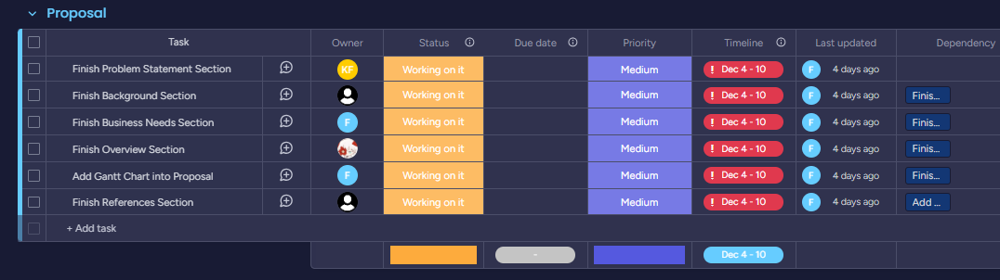 Proposal
Task Owner Status Due date Priority Timeline Last updated Dependency
Finish Problem Statement Section KF Working on it Medium ! Dec 4 - 10 F 4 days ago
Finish Background Section Working on it Medium ! Dec 4 - 10 F 4 days ago Finis...
Finish Business Needs Section F Working on it Medium ! Dec 4 - 10 F 4 days ago Finis...
Finish Overview Section Working on it Medium ! Dec 4 - 10 F 4 days ago Finis...
Add Gantt Chart into Proposal F Working on it Medium ! Dec 4 - 10 F 4 days ago Finis...
Finish References Section Working on it Medium ! Dec 4 - 10 F 4 days ago Add ...
+ Add task
- Dec 4 - 10